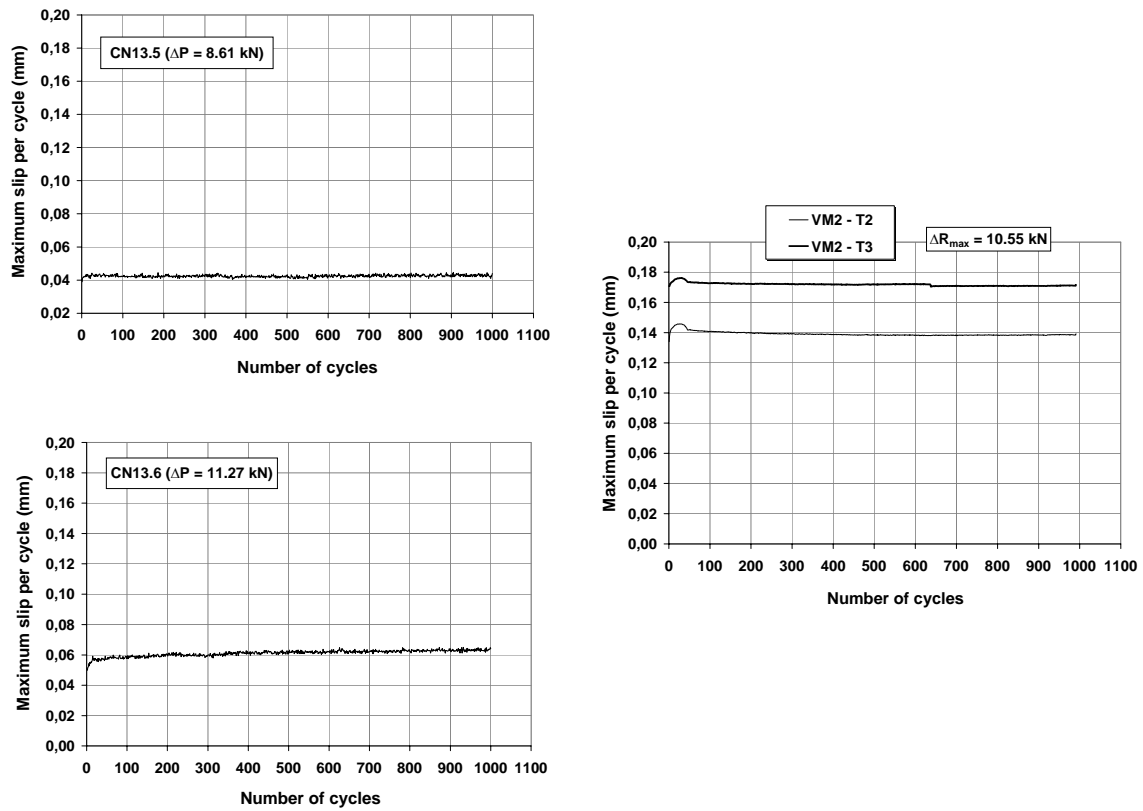 CN13.5 (ΔP = 8.61 kN)
Maximum slip per cycle (mm)
0,20
0,18
0,16
0,14
0,12
0,10
0,08
0,06
0,04
0,02
0 100 200 300 400 500 600 700 800 900 1000 1100
Number of cycles
CN13.6 (ΔP = 11.27 kN)
Maximum slip per cycle (mm)
0,20
0,18
0,16
0,14
0,12
0,10
0,08
0,06
0,04
0,02
0,00
0 100 200 300 400 500 600 700 800 900 1000 1100
Number of cycles
VM2 - T2
VM2 - T3
ΔRmax = 10.55 kN
Maximum slip per cycle (mm)
0,20
0,18
0,16
0,14
0,12
0,10
0,08
0,06
0,04
0,02
0,00
0 100 200 300 400 500 600 700 800 900 1000 1100
Number of cycles